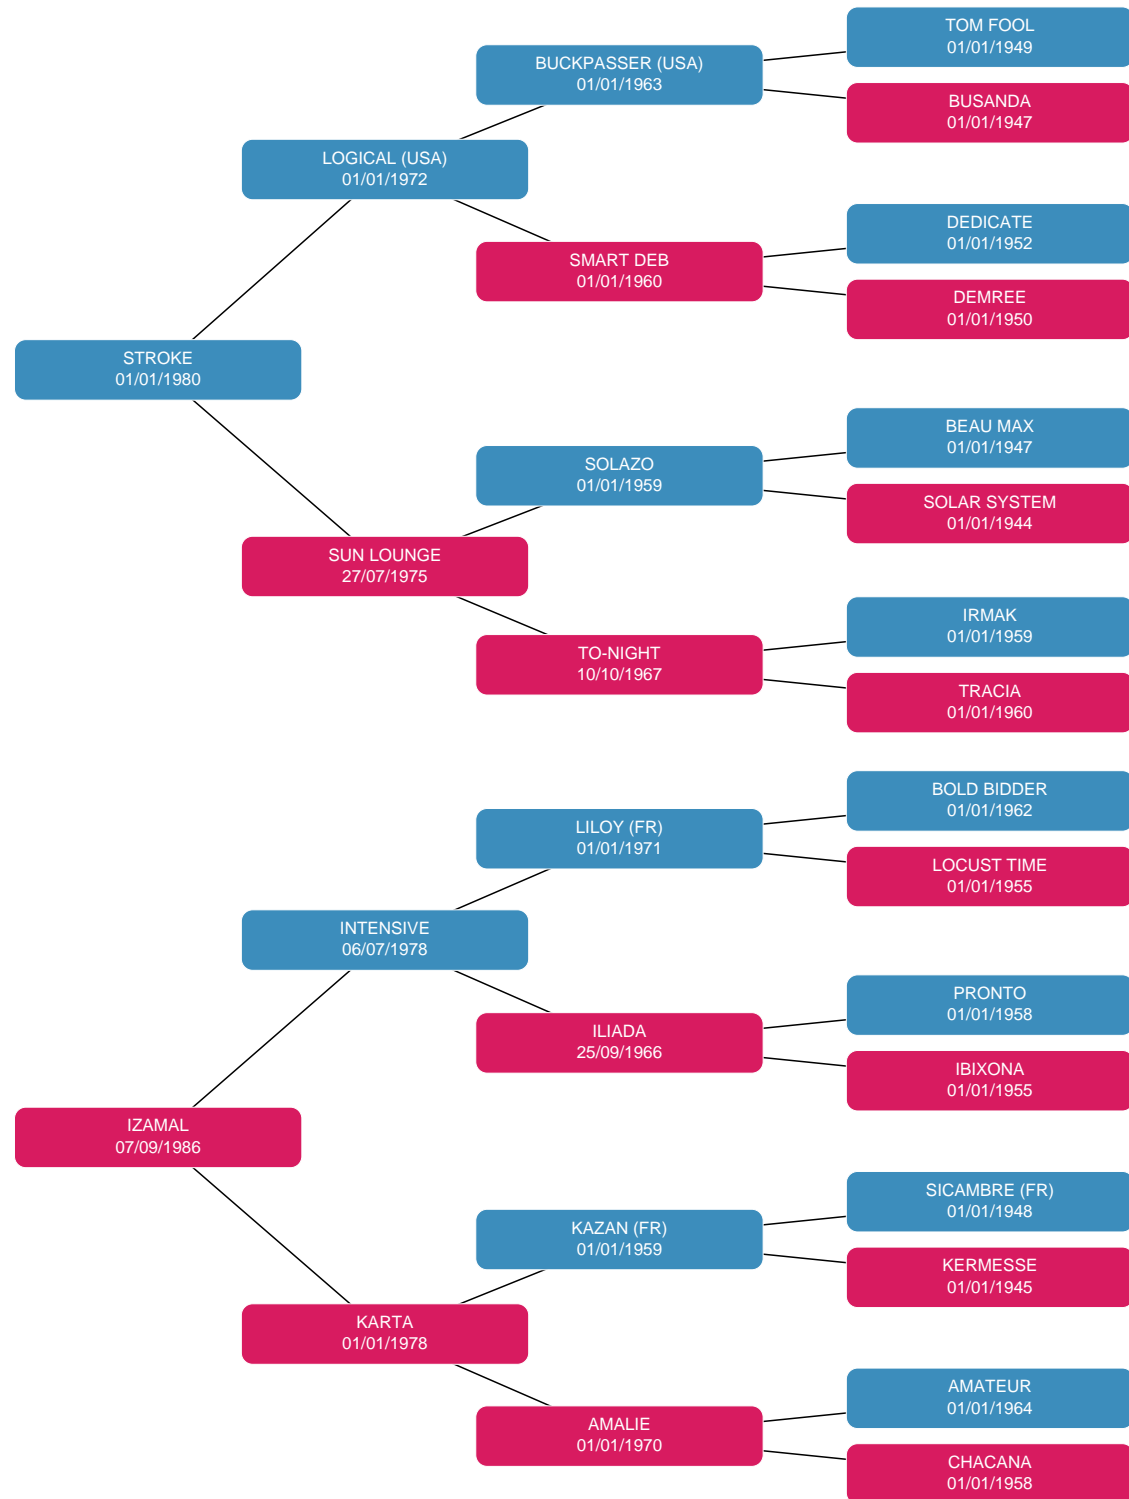 TOM FOOL
01/01/1949
BUCKPASSER (USA)
01/01/1963
BUSANDA
01/01/1947
LOGICAL (USA)
01/01/1972
DEDICATE
01/01/1952
SMART DEB
01/01/1960
DEMREE
01/01/1950
STROKE
01/01/1980
BEAU MAX
01/01/1947
SOLAZO
01/01/1959
SOLAR SYSTEM
01/01/1944
SUN LOUNGE
27/07/1975
IRMAK
01/01/1959
TO-NIGHT
10/10/1967
TRACIA
01/01/1960
BOLD BIDDER
01/01/1962
LILOY (FR)
01/01/1971
LOCUST TIME
01/01/1955
INTENSIVE
06/07/1978
PRONTO
01/01/1958
ILIADA
25/09/1966
IBIXONA
01/01/1955
IZAMAL
07/09/1986
SICAMBRE (FR)
01/01/1948
KAZAN (FR)
01/01/1959
KERMESSE
01/01/1945
KARTA
01/01/1978
AMATEUR
01/01/1964
AMALIE
01/01/1970
CHACANA
01/01/1958